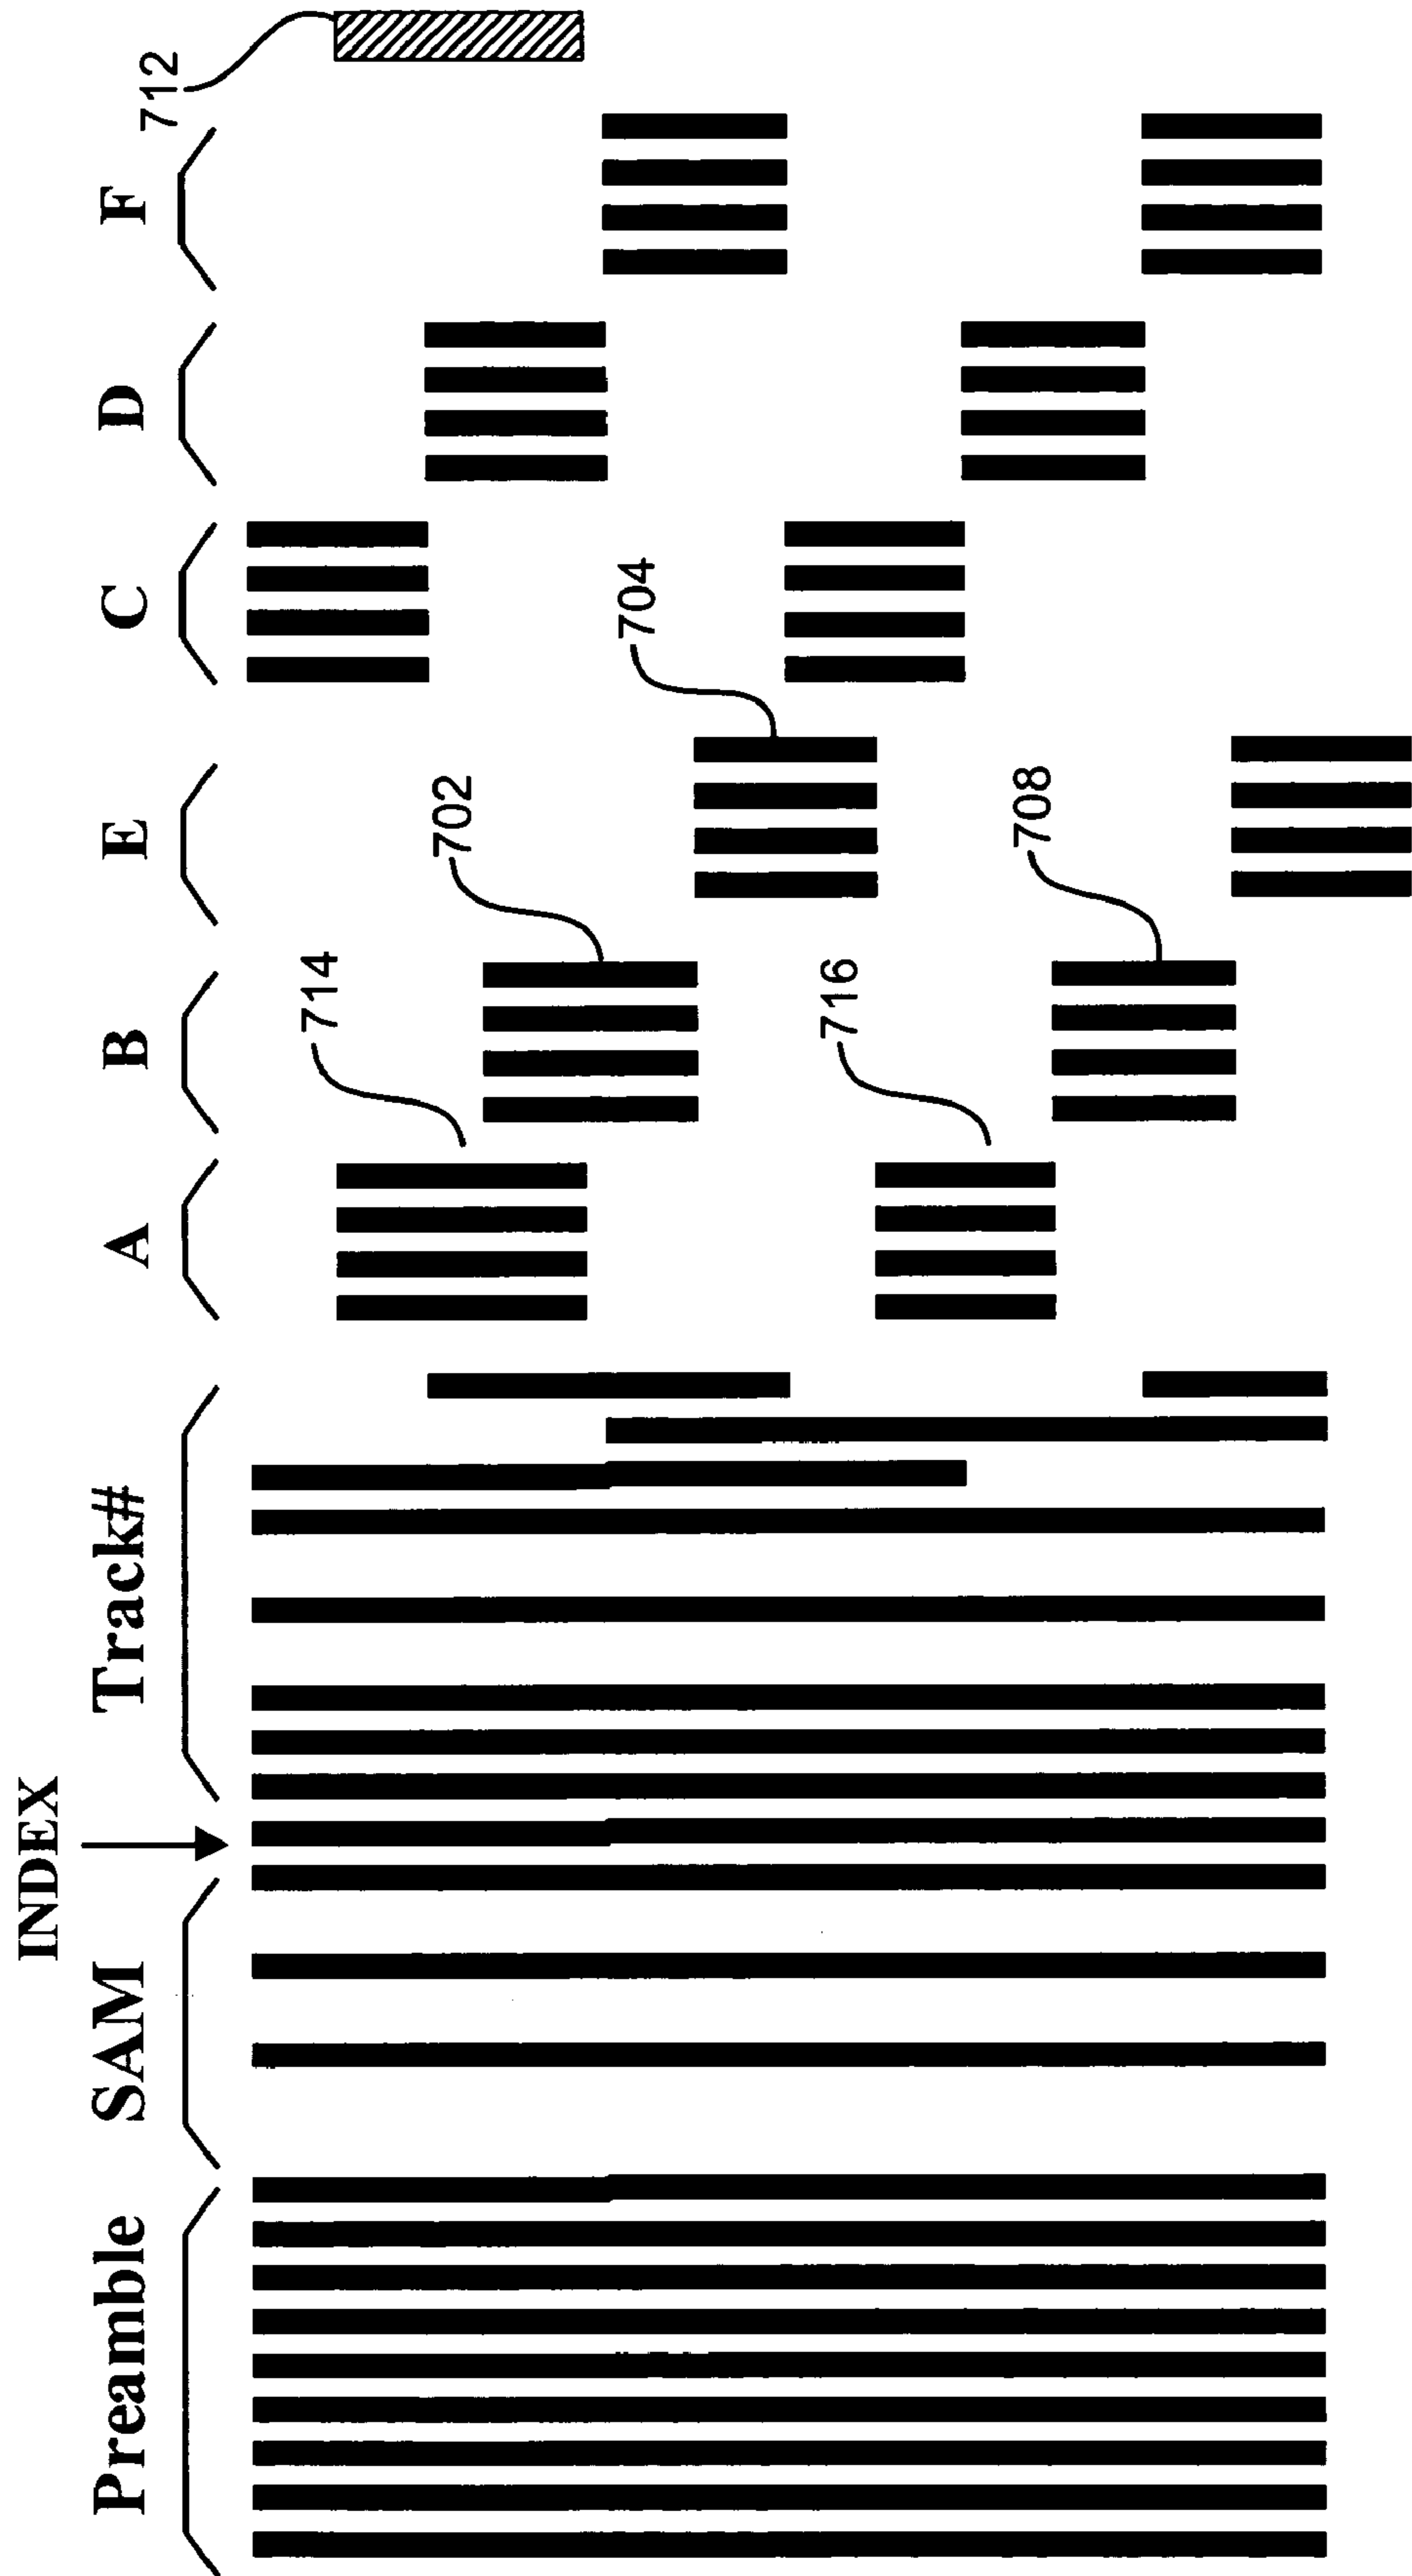 INDEX
Preamble
SAM
Track#
A
B
E
C
D
F
712
714
702
704
716
708